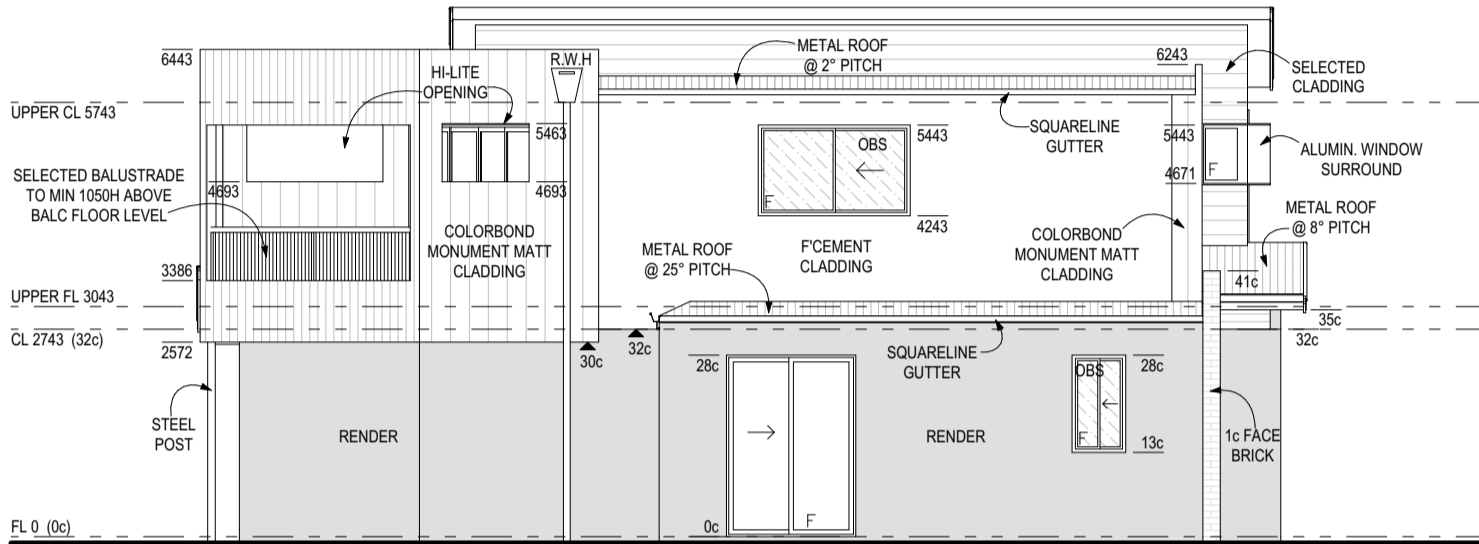 6443
R.W.H
METAL ROOF
@ 2° PITCH
6243
SELECTED
CLADDING
HI-LITE
OPENING
UPPER CL 5743
5463
5443
OBS
SQUARELINE
GUTTER
5443
ALUMIN. WINDOW
SURROUND
SELECTED BALUSTRADE
TO MIN 1050H ABOVE
BALC FLOOR LEVEL
4693
4693
F
4671
F
4243
METAL ROOF
@ 8° PITCH
COLORBOND
MONUMENT MATT
CLADDING
METAL ROOF
@ 25° PITCH
F'CEMENT
CLADDING
COLORBOND
MONUMENT MATT
CLADDING
3386
41c
UPPER FL 3043
35c
CL 2743 (32c)
32c
32c
2572
30c
28c
SQUARELINE
GUTTER
OBS
28c
STEEL
POST
RENDER
RENDER
F
13c
1c FACE
BRICK
FL 0 (0c)
0c
F